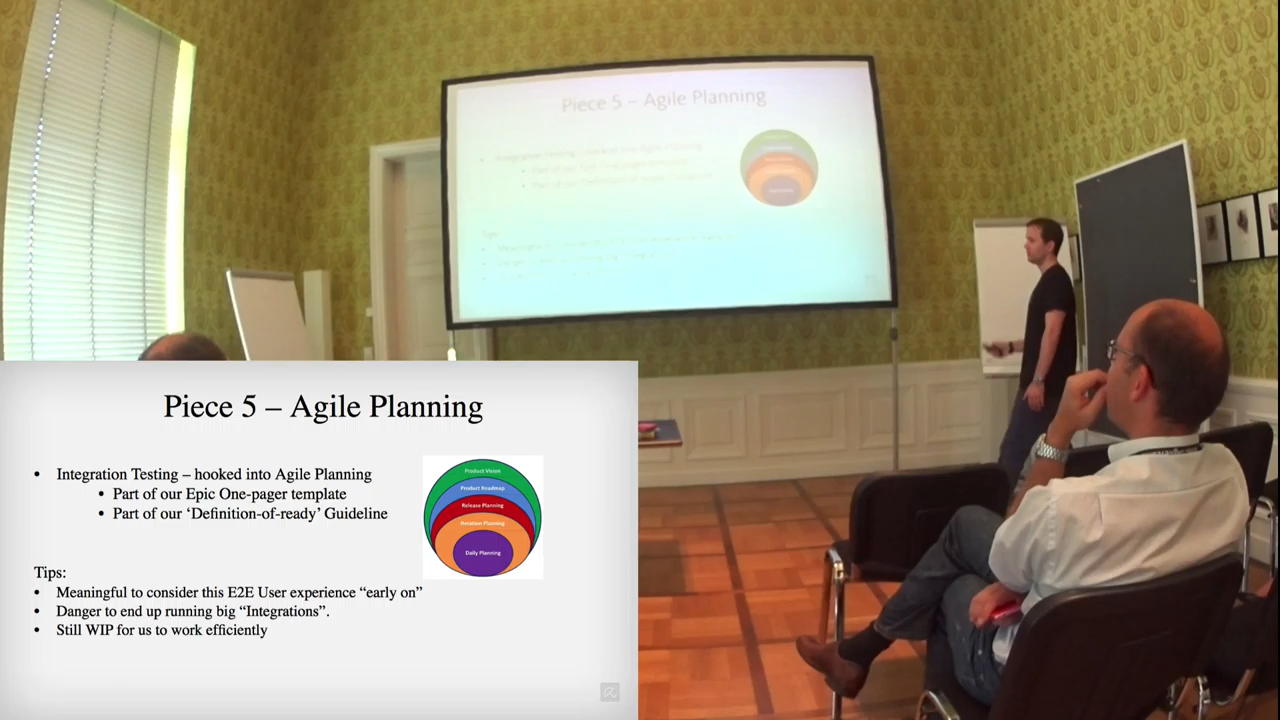 Piece 5 – Agile Planning
Piece 5 – Agile Planning
• Integration Testing – hooked into Agile Planning
• Part of our Epic One-pager template
• Part of our ‘Definition-of-ready’ Guideline
Product Vision
Product Roadmap
Release Planning
Iteration Planning
Daily Planning
Tips:
• Meaningful to consider this E2E User experience “early on”
• Danger to end up running big “Integrations”.
• Still WIP for us to work efficiently